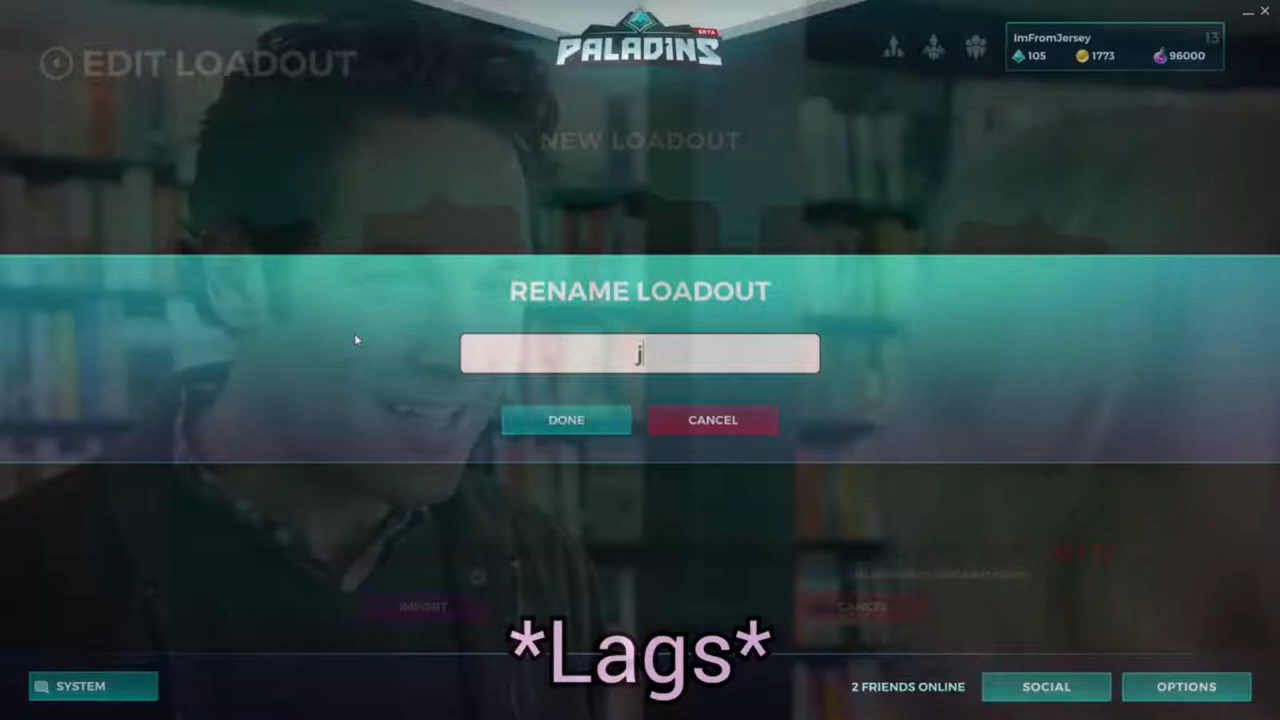 EDIT LOADOUT
BETA
PALADINS
ImFromJersey 13
105 1773 96000
NEW LOADOUT
RENAME LOADOUT
j
DONE CANCEL
IMPORT CANCEL
*Lags*
SYSTEM 2 FRIENDS ONLINE SOCIAL OPTIONS